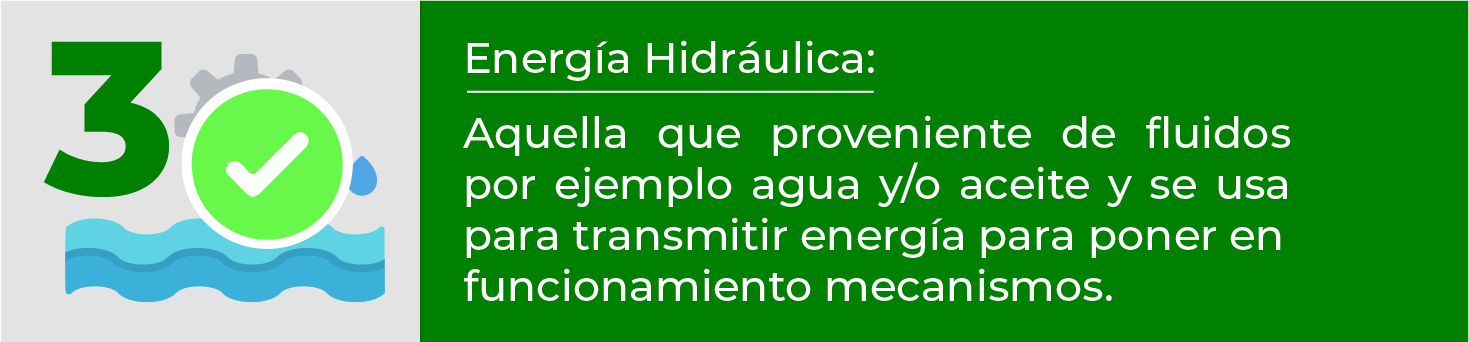 3
Energía Hidráulica:
Aquella que proveniente de fluidos
por ejemplo agua y/o aceite y se usa
para transmitir energía para poner en
funcionamiento mecanismos.